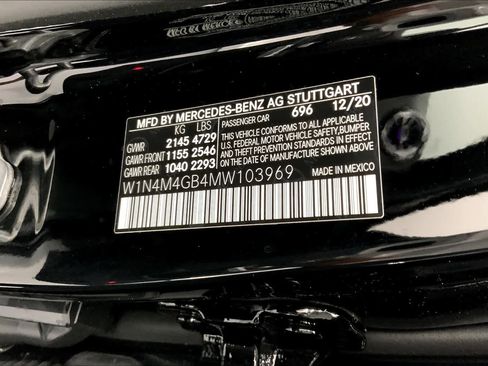 MFD BY MERCEDES-BENZ AG STUTTGART
KG LBS PASSENGER CAR 696 12/20
GVWR 2145 4729 THIS VEHICLE CONFORMS TO ALL APPLICABLE
GAWR FRONT 1155 2546 U.S. FEDERAL MOTOR VEHICLE SAFETY, BUMPER
GAWR REAR 1040 2293 AND THEFT PREVENTION STANDARDS IN EFFECT
ON THE DATE OF MANUFACTURE SHOWN ABOVE.
W1N4M4GB4MW103969 MADE IN MEXICO